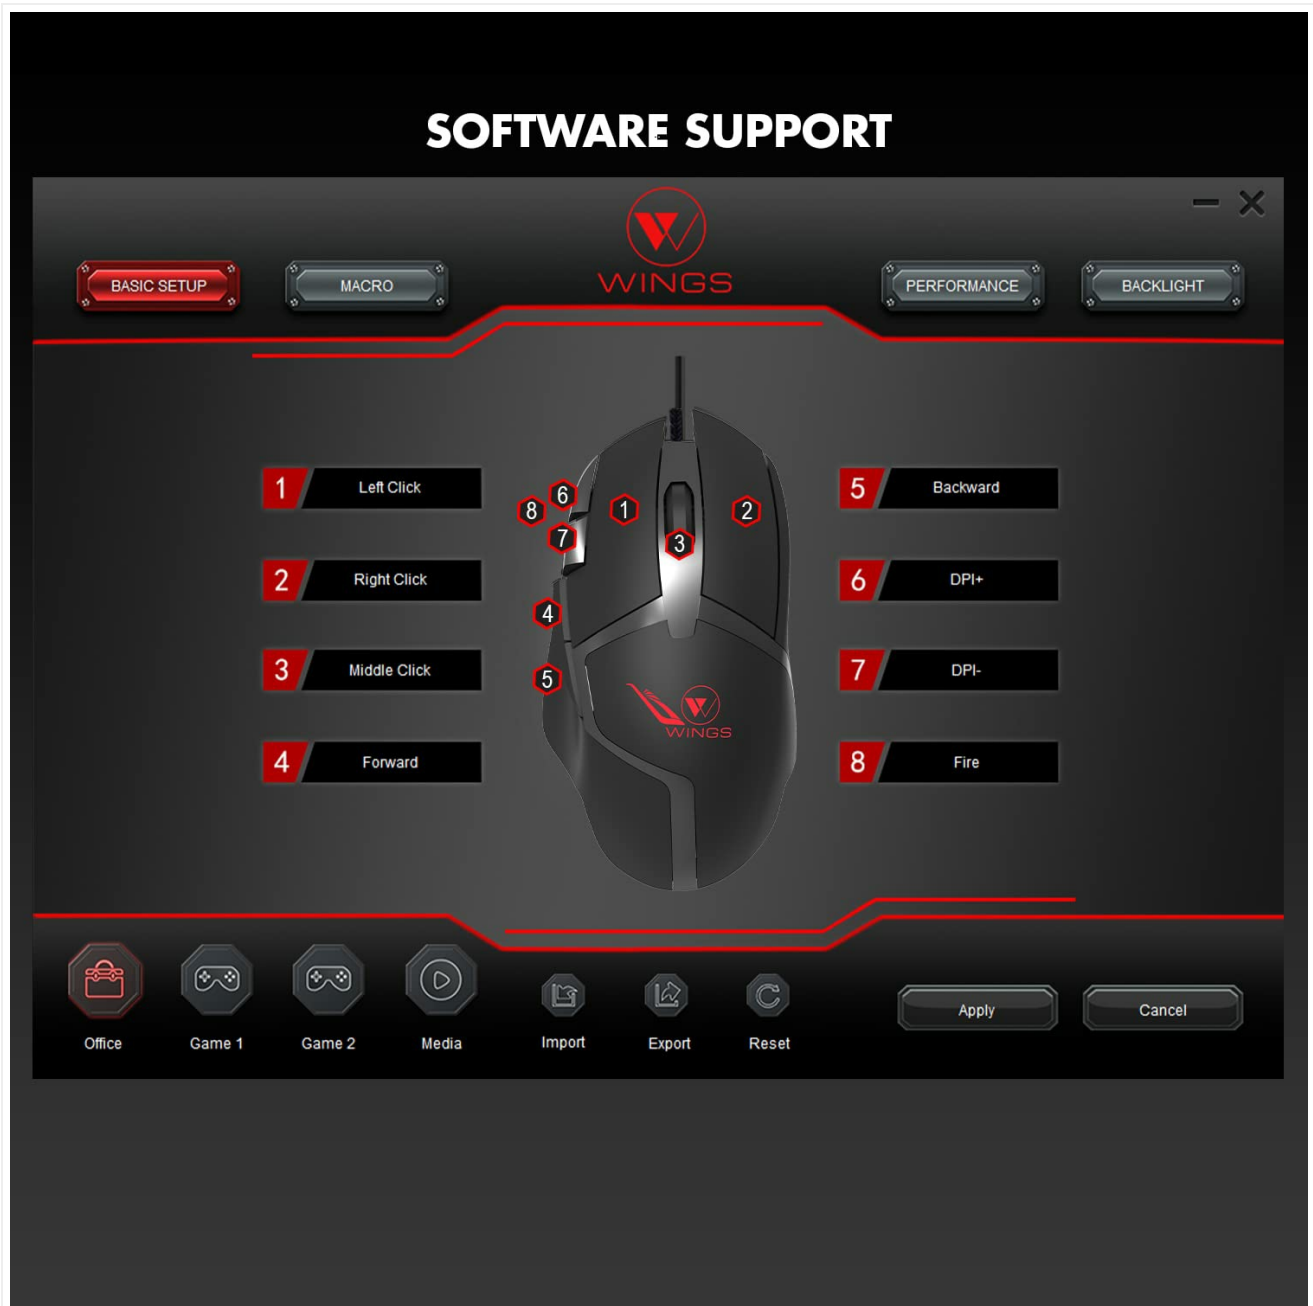 SOFTWARE SUPPORT
WINGS
BASIC SETUP
MACRO
PERFORMANCE
BACKLIGHT
1 Left Click
2 Right Click
3 Middle Click
4 Forward
5 Backward
6 DPI+
7 DPI-
8 Fire
6
8
1
2
7
3
4
5
WINGS
Office
Game 1
Game 2
Media
Import
Export
Reset
Apply
Cancel